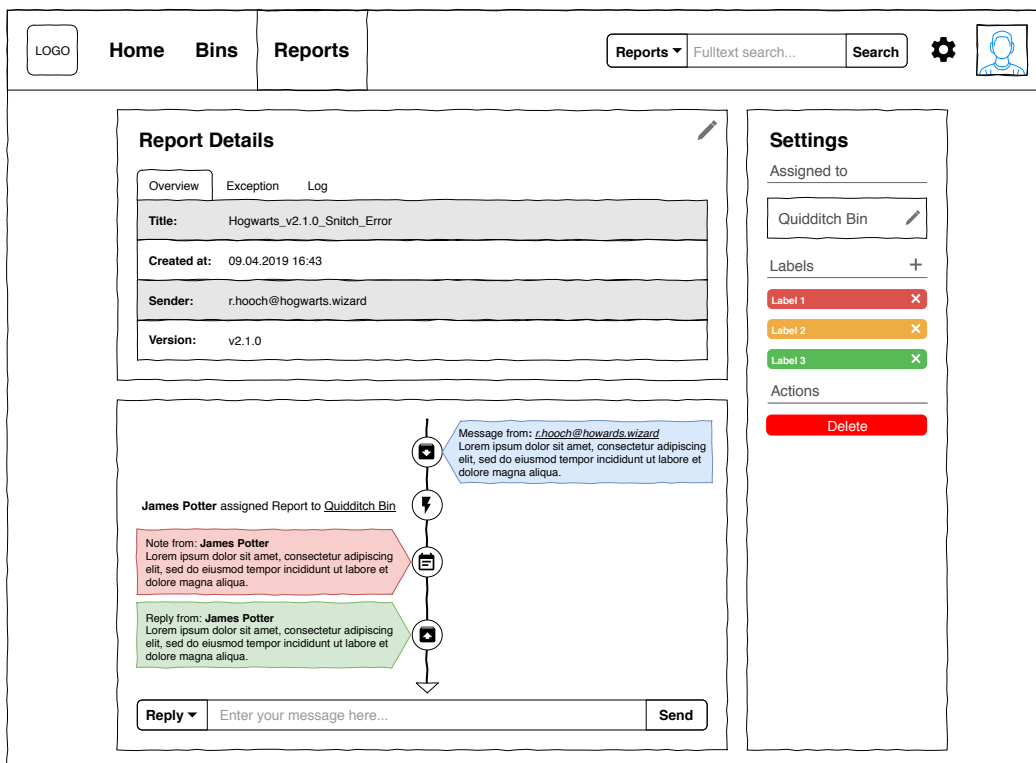 LOGO
Home
Bins
Reports
Reports
Fulltext search...
Search
Report Details
Overview
Exception
Log
Title:
Hogwarts_v2.1.0_Snitch_Error
Created at:
09.04.2019 16:43
Sender:
r.hooch@hogwarts.wizard
Version:
v2.1.0
Message from: r.hooch@howards.wizard
Lorem ipsum dolor sit amet, consectetur adipiscing
elit, sed do eiusmod tempor incididunt ut labore et
dolore magna aliqua.
James Potter assigned Report to Quidditch Bin
Note from: James Potter
Lorem ipsum dolor sit amet, consectetur adipiscing
elit, sed do eiusmod tempor incididunt ut labore et
dolore magna aliqua.
Reply from: James Potter
Lorem ipsum dolor sit amet, consectetur adipiscing
elit, sed do eiusmod tempor incididunt ut labore et
dolore magna aliqua.
Reply
Enter your message here...
Send
Settings
Assigned to
Quidditch Bin
Labels
Label 1
Label 2
Label 3
Actions
Delete